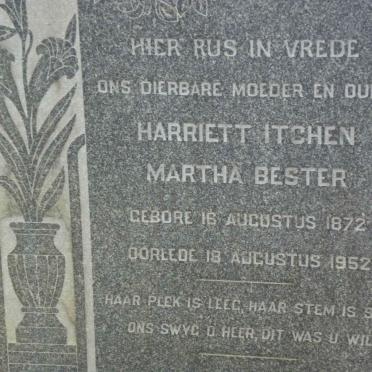 HIER RUS IN VREDE
ONS DIERBARE MOEDER EN
HARRIETT ITCHEN
MARTHA BESTER
GEBORE 16 AUGUSTUS 1872
OORLEDE 18 AUGUSTUS 1952
HAAR PLEK IS LEEG, HAAR STEM IS
ONS SWYG O HEER, DIT WAS U